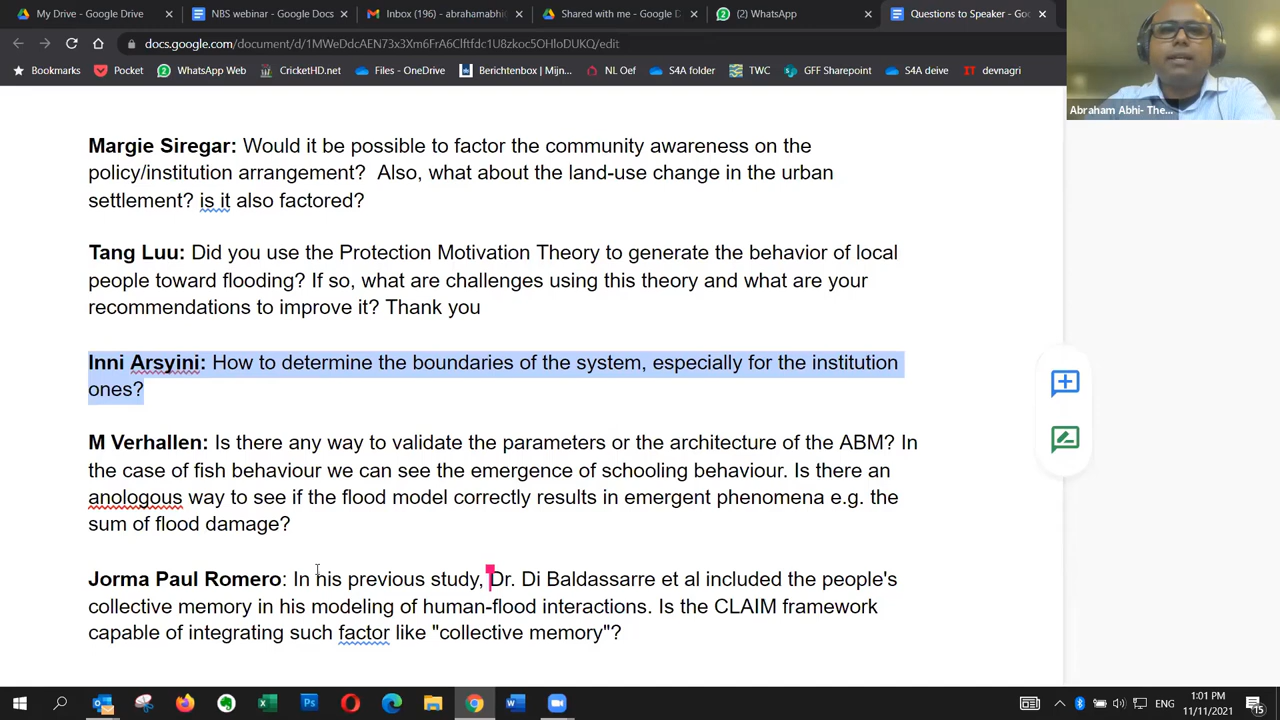 My Drive - Google Drive
NBS webinar - Google Docs
Inbox (196) - abrahamabhi
Shared with me - Google D
(2) WhatsApp
Questions to Speaker - Go
docs.google.com/document/d/1MWeDdcAEN73x3Xm6FrA6Clftfdc1U8zkoc5OHloDUKQ/edit
Bookmarks
Pocket
WhatsApp Web
CricketHD.net
Files - OneDrive
Berichtenbox | Mijn...
NL Oef
S4A folder
TWC
GFF Sharepoint
S4A deive
devnagri
Abraham Abhi- The...
Margie Siregar: Would it be possible to factor the community awareness on the
policy/institution arrangement?  Also, what about the land-use change in the urban
settlement? is it also factored?
Tang Luu: Did you use the Protection Motivation Theory to generate the behavior of local
people toward flooding? If so, what are challenges using this theory and what are your
recommendations to improve it? Thank you
Inni Arsyini: How to determine the boundaries of the system, especially for the institution
ones?
M Verhallen: Is there any way to validate the parameters or the architecture of the ABM? In
the case of fish behaviour we can see the emergence of schooling behaviour. Is there an
anologous way to see if the flood model correctly results in emergent phenomena e.g. the
sum of flood damage?
Jorma Paul Romero: In his previous study, Dr. Di Baldassarre et al included the people's
collective memory in his modeling of human-flood interactions. Is the CLAIM framework
capable of integrating such factor like "collective memory"?
ENG
1:01 PM
11/11/2021
15